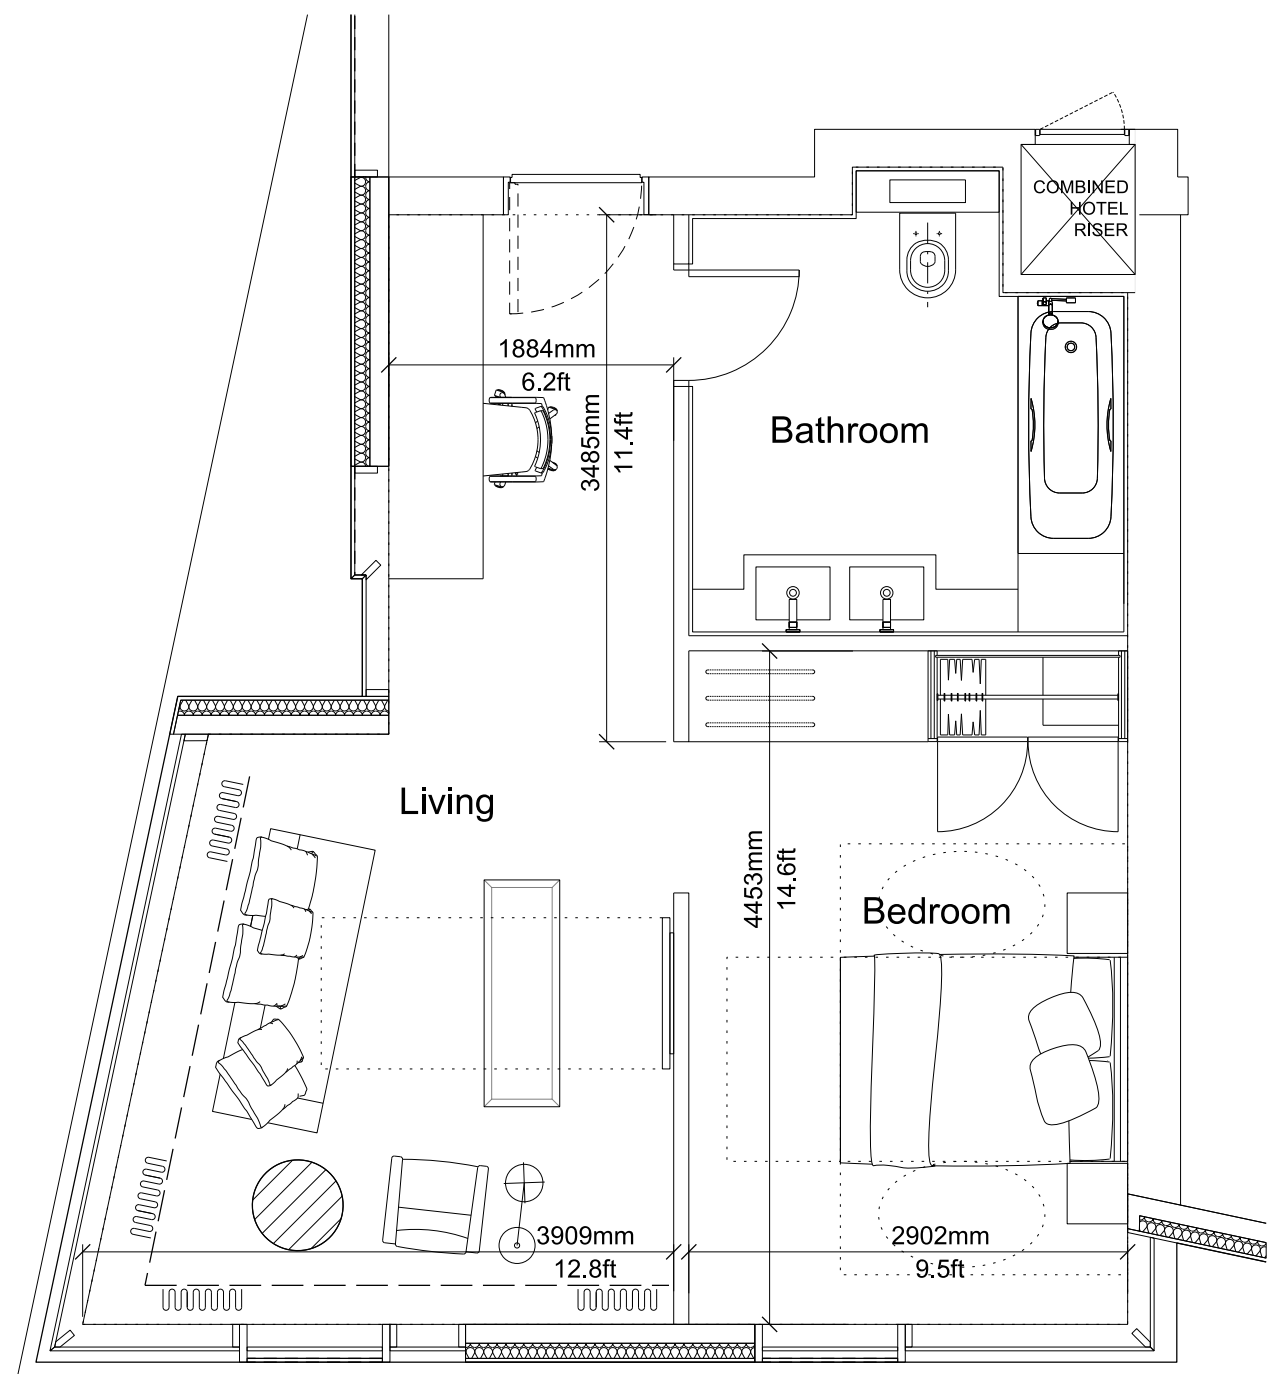 COMBINED
HOTEL
RISER
1884mm
6.2ft
3485mm
11.4ft
Bathroom
Living
4453mm
14.6ft
Bedroom
3909mm
12.8ft
2902mm
9.5ft